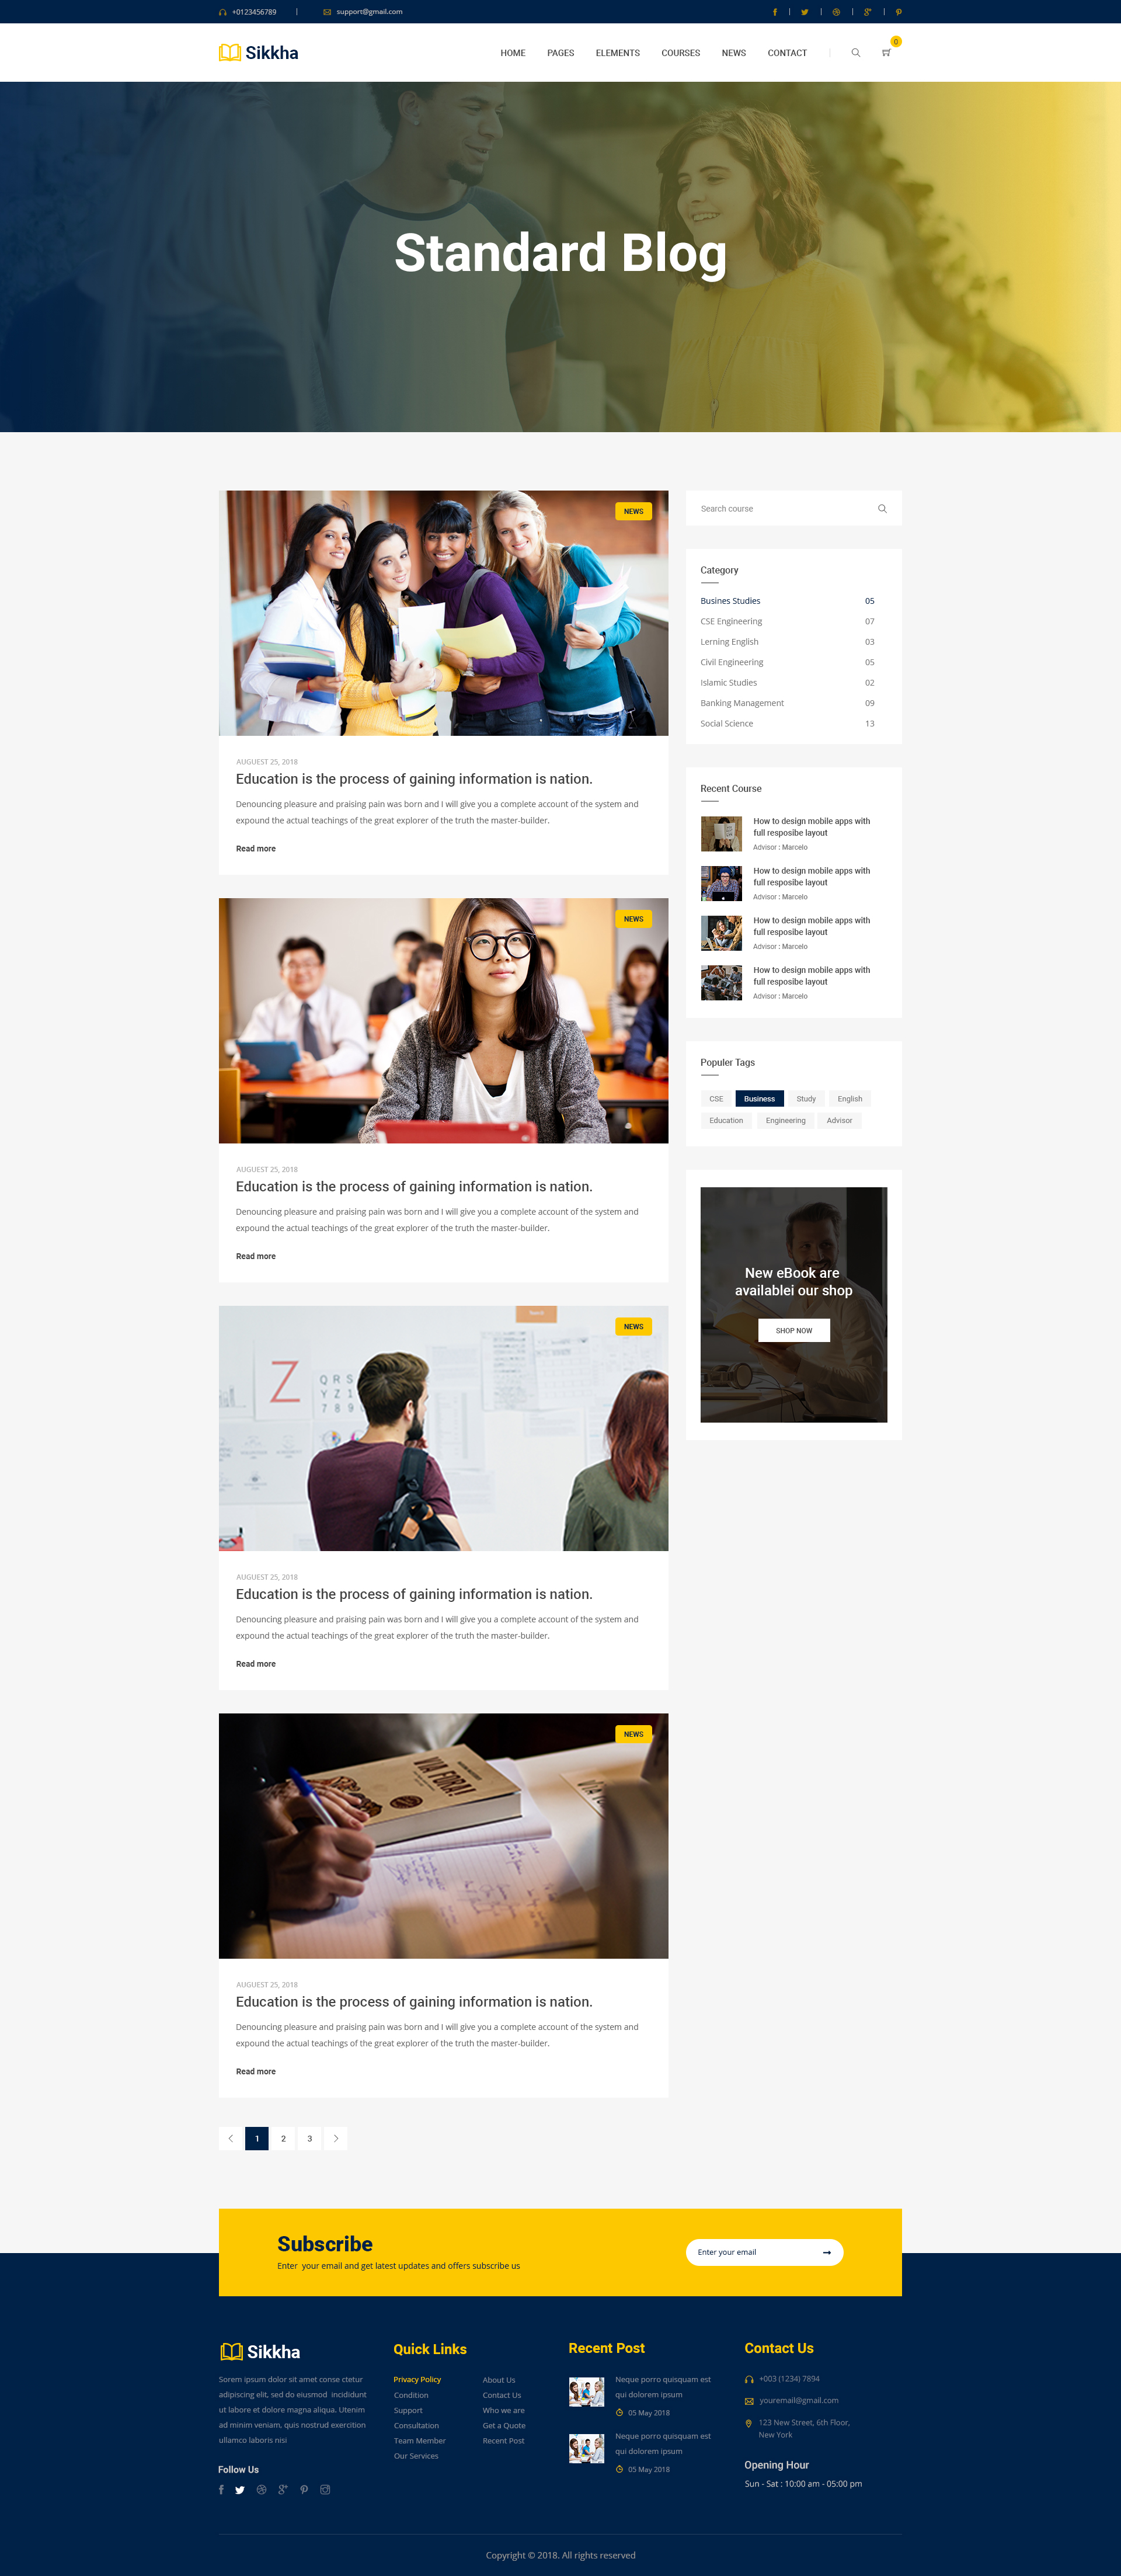 +0123456789
support@gmail.com
Sikkha
HOME PAGES ELEMENTS COURSES NEWS CONTACT
0
Standard Blog
NEWS
AUGUEST 25, 2018
Education is the process of gaining information is nation.
Denouncing pleasure and praising pain was born and I will give you a complete account of the system and
expound the actual teachings of the great explorer of the truth the master-builder.
Read more
NEWS
AUGUEST 25, 2018
Education is the process of gaining information is nation.
Denouncing pleasure and praising pain was born and I will give you a complete account of the system and
expound the actual teachings of the great explorer of the truth the master-builder.
Read more
Z
NEWS
AUGUEST 25, 2018
Education is the process of gaining information is nation.
Denouncing pleasure and praising pain was born and I will give you a complete account of the system and
expound the actual teachings of the great explorer of the truth the master-builder.
Read more
VIA FORA!
NEWS
AUGUEST 25, 2018
Education is the process of gaining information is nation.
Denouncing pleasure and praising pain was born and I will give you a complete account of the system and
expound the actual teachings of the great explorer of the truth the master-builder.
Read more
1 2 3
Search course
Category
Busines Studies 05
CSE Engineering 07
Lerning English 03
Civil Engineering 05
Islamic Studies 02
Banking Management 09
Social Science 13
Recent Course
How to design mobile apps with
full resposibe layout
Advisor : Marcelo
How to design mobile apps with
full resposibe layout
Advisor : Marcelo
How to design mobile apps with
full resposibe layout
Advisor : Marcelo
How to design mobile apps with
full resposibe layout
Advisor : Marcelo
Populer Tags
CSE Business Study English
Education Engineering Advisor
New eBook are
availablei our shop
SHOP NOW
Subscribe
Enter your email and get latest updates and offers subscribe us
Enter your email
Sikkha
Sorem ipsum dolor sit amet conse ctetur
adipiscing elit, sed do eiusmod incididunt
ut labore et dolore magna aliqua. Utenim
ad minim veniam, quis nostrud exercition
ullamco laboris nisi
Follow Us
Quick Links
Privacy Policy
Condition
Support
Consultation
Team Member
Our Services
About Us
Contact Us
Who we are
Get a Quote
Recent Post
Recent Post
Neque porro quisquam est
qui dolorem ipsum
05 May 2018
Neque porro quisquam est
qui dolorem ipsum
05 May 2018
Contact Us
+003 (1234) 7894
youremail@gmail.com
123 New Street, 6th Floor,
New York
Opening Hour
Sun - Sat : 10:00 am - 05:00 pm
Copyright © 2018. All rights reserved